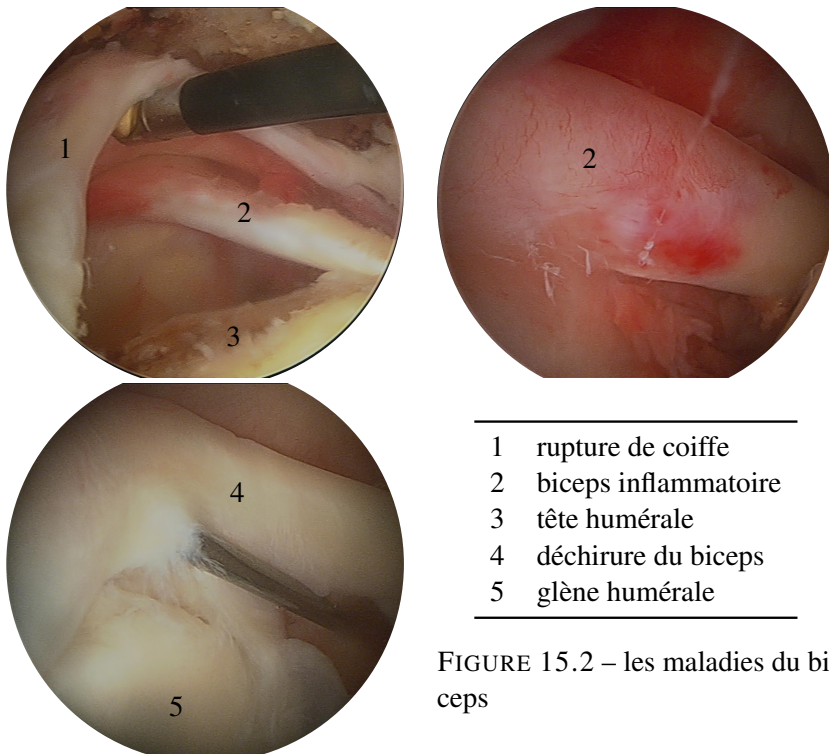 1
2
3
2
4
5
1 rupture de coiffe
2 biceps inflammatoire
3 tête humérale
4 déchirure du biceps
5 glène humérale
FIGURE 15.2 – les maladies du bi
ceps